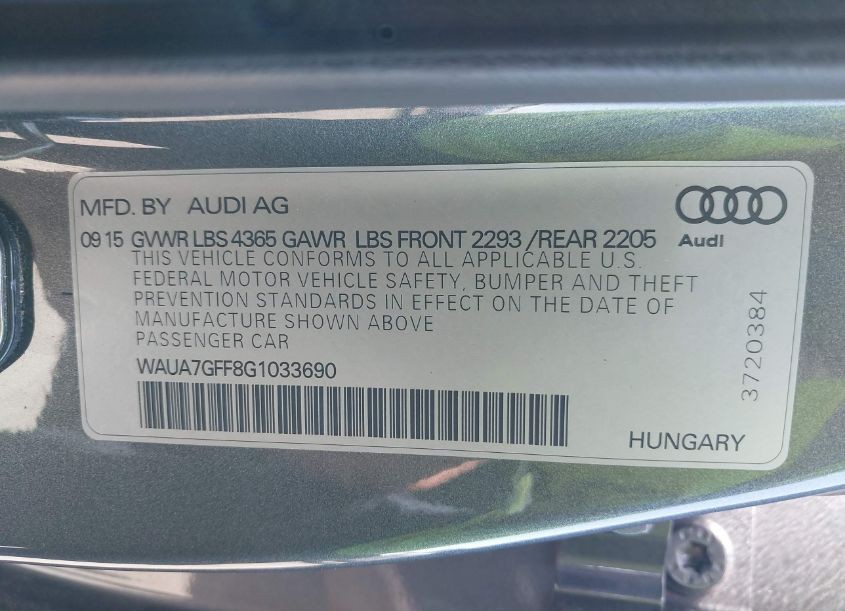 MFD. BY AUDI AG
09 15 GVWR LBS 4365 GAWR LBS FRONT 2293 /REAR 2205
Audi
THIS VEHICLE CONFORMS TO ALL APPLICABLE U.S.
FEDERAL MOTOR VEHICLE SAFETY, BUMPER AND THEFT
PREVENTION STANDARDS IN EFFECT ON THE DATE OF
MANUFACTURE SHOWN ABOVE
PASSENGER CAR
WAUA7GFF8G1033690
3720384
HUNGARY